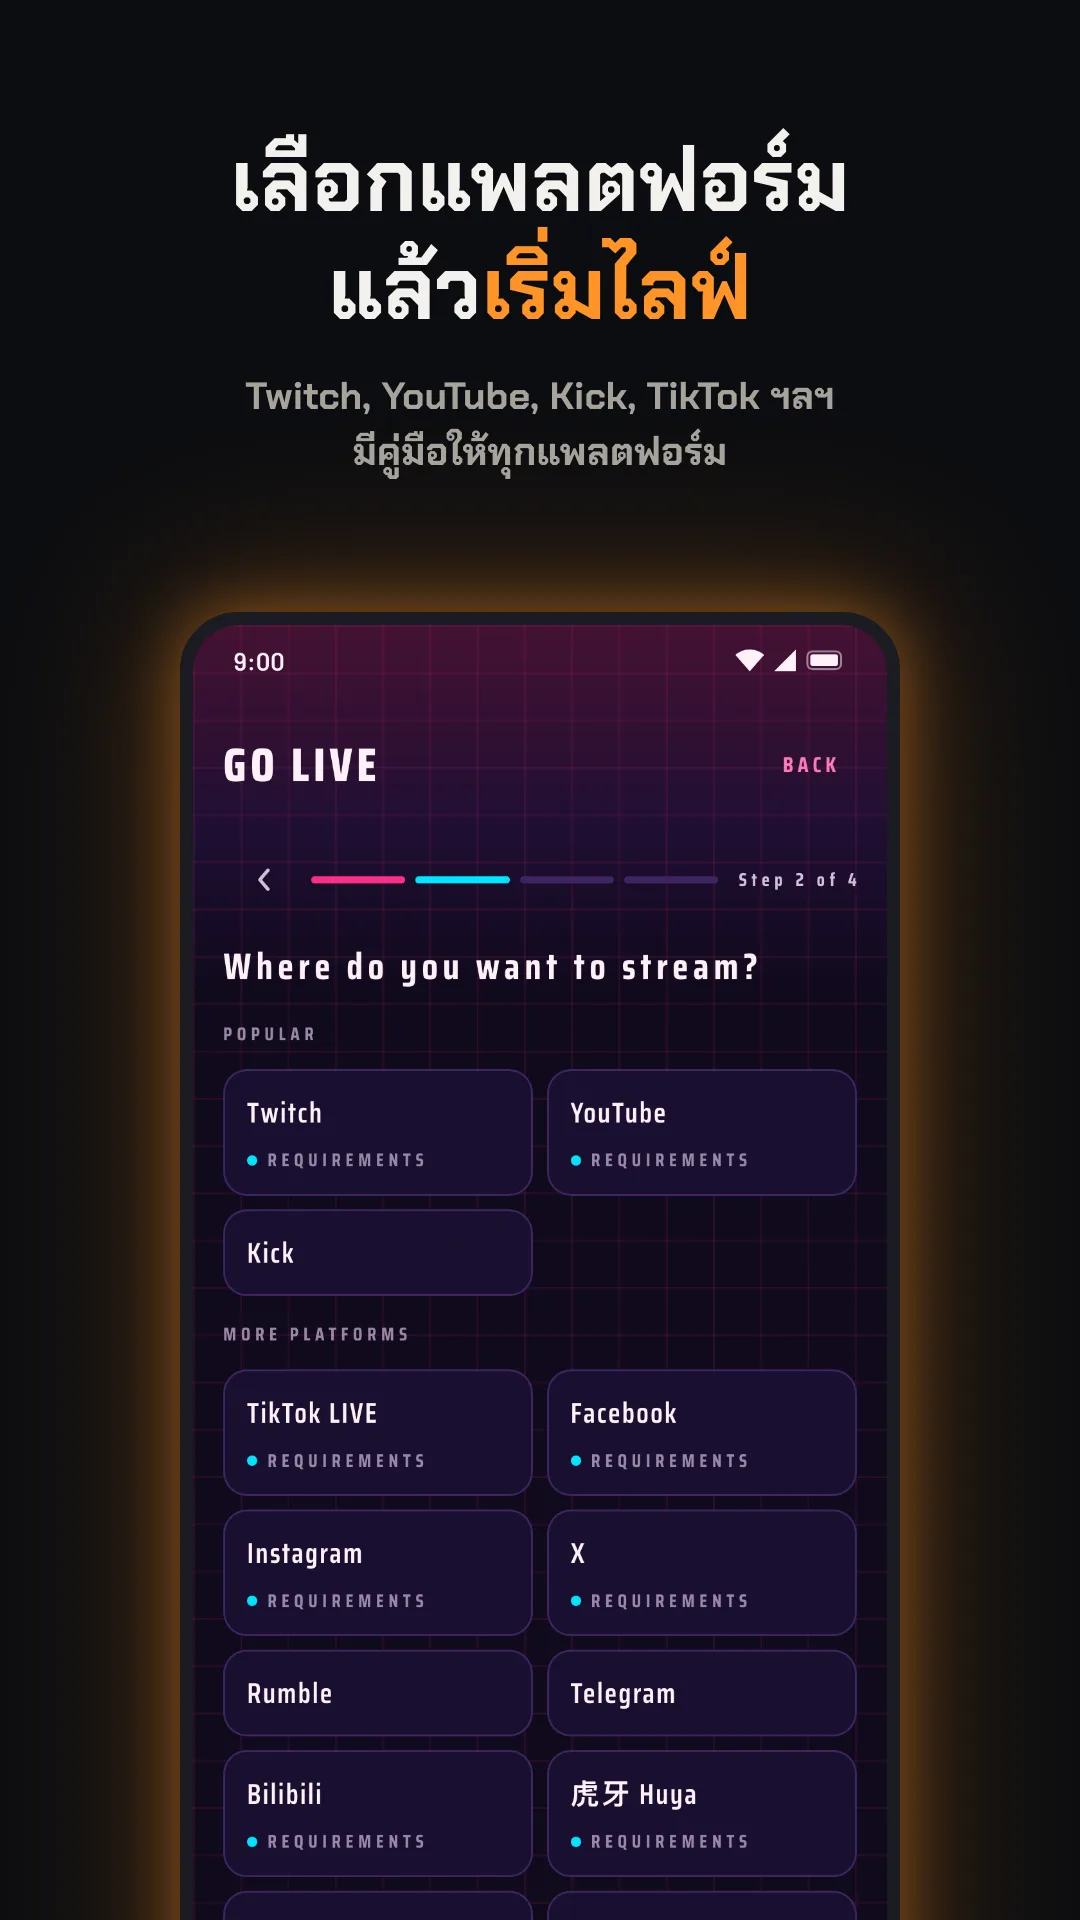 เลือกแพลตฟอร์ม
แล้วเริ่มไลฟ์
Twitch, YouTube, Kick, TikTok ฯลฯ
มีคู่มือให้ทุกแพลตฟอร์ม
9:00
GO LIVE
BACK
Step 2 of 4
Where do you want to stream?
POPULAR
Twitch
REQUIREMENTS
YouTube
REQUIREMENTS
Kick
MORE PLATFORMS
TikTok LIVE
REQUIREMENTS
Facebook
REQUIREMENTS
Instagram
REQUIREMENTS
X
REQUIREMENTS
Rumble
Telegram
Bilibili
REQUIREMENTS
虎牙 Huya
REQUIREMENTS